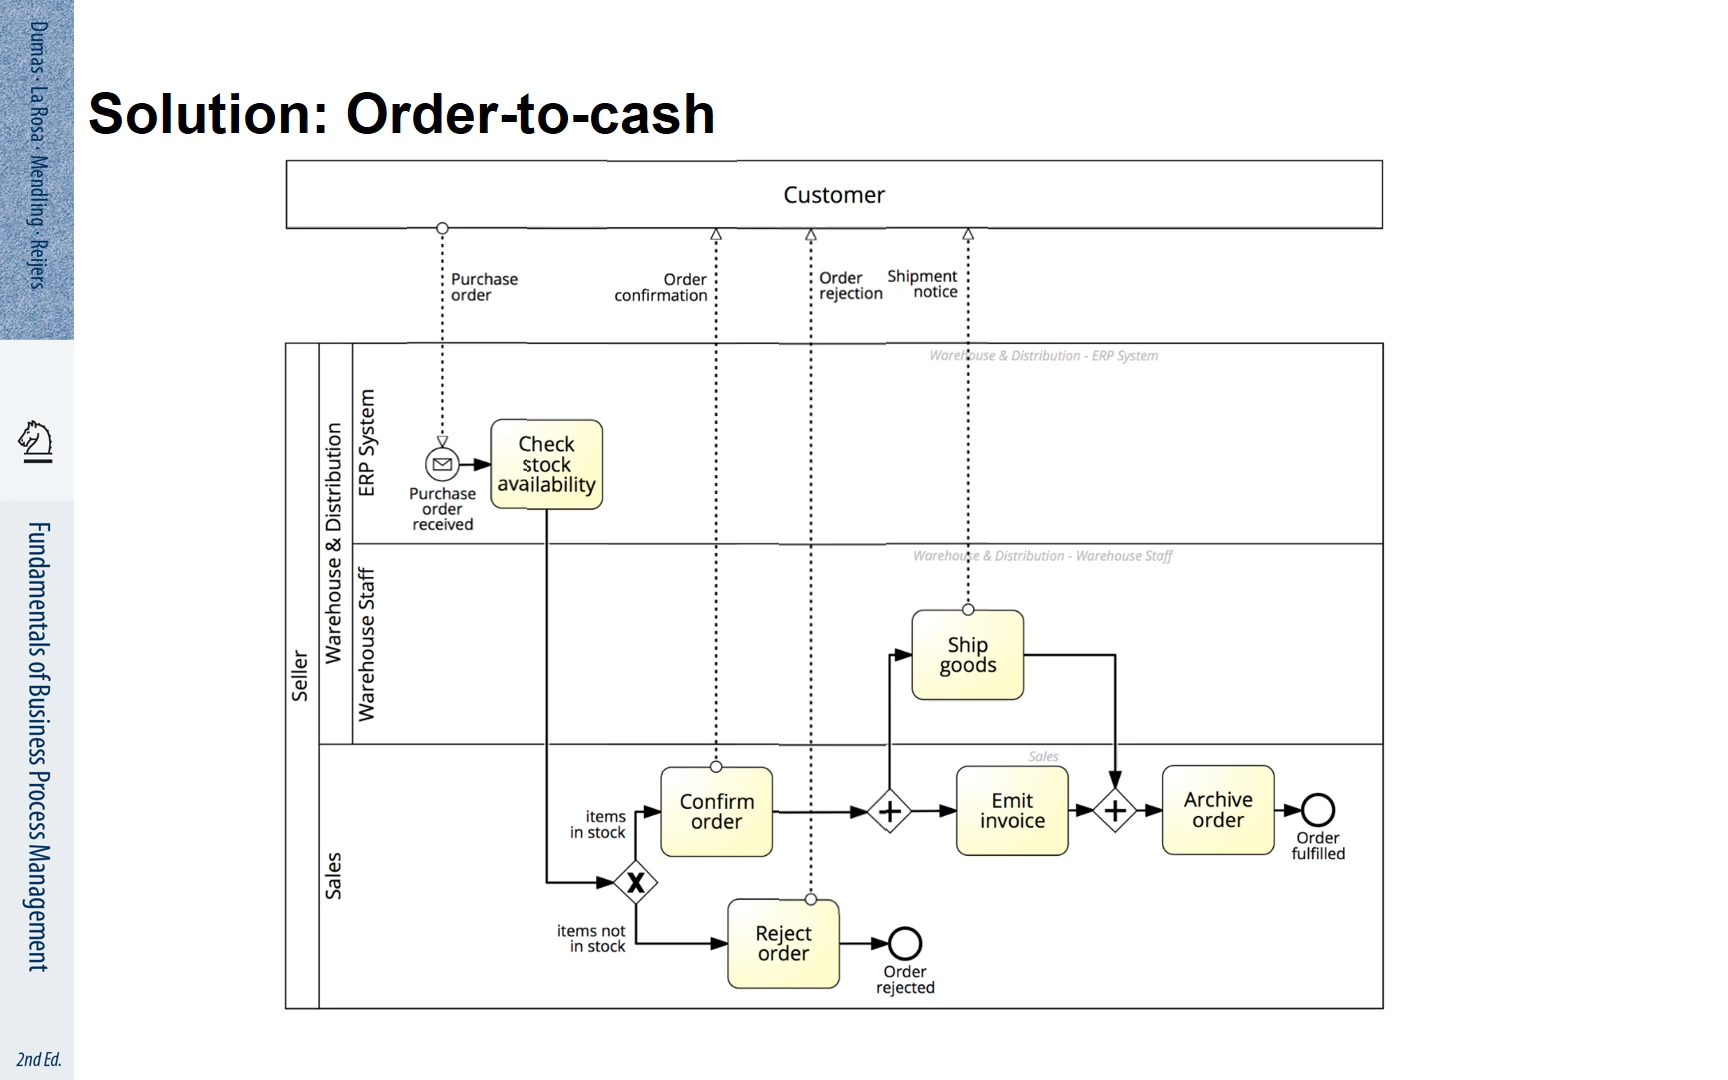 Dumas · La Rosa · Mendling · Reijers
Fundamentals of Business Process Management
2nd Ed.
Solution: Order-to-cash
Customer
Purchase
order
Order
confirmation
Order
rejection
Shipment
notice
Seller
Warehouse & Distribution
ERP System
Warehouse & Distribution - ERP System
Purchase
order
received
Check
stock
availability
Warehouse Staff
Warehouse & Distribution - Warehouse Staff
Ship
goods
Sales
Sales
items
in stock
Confirm
order
X
+
Emit
invoice
+
Archive
order
Order
fulfilled
items not
in stock
Reject
order
Order
rejected